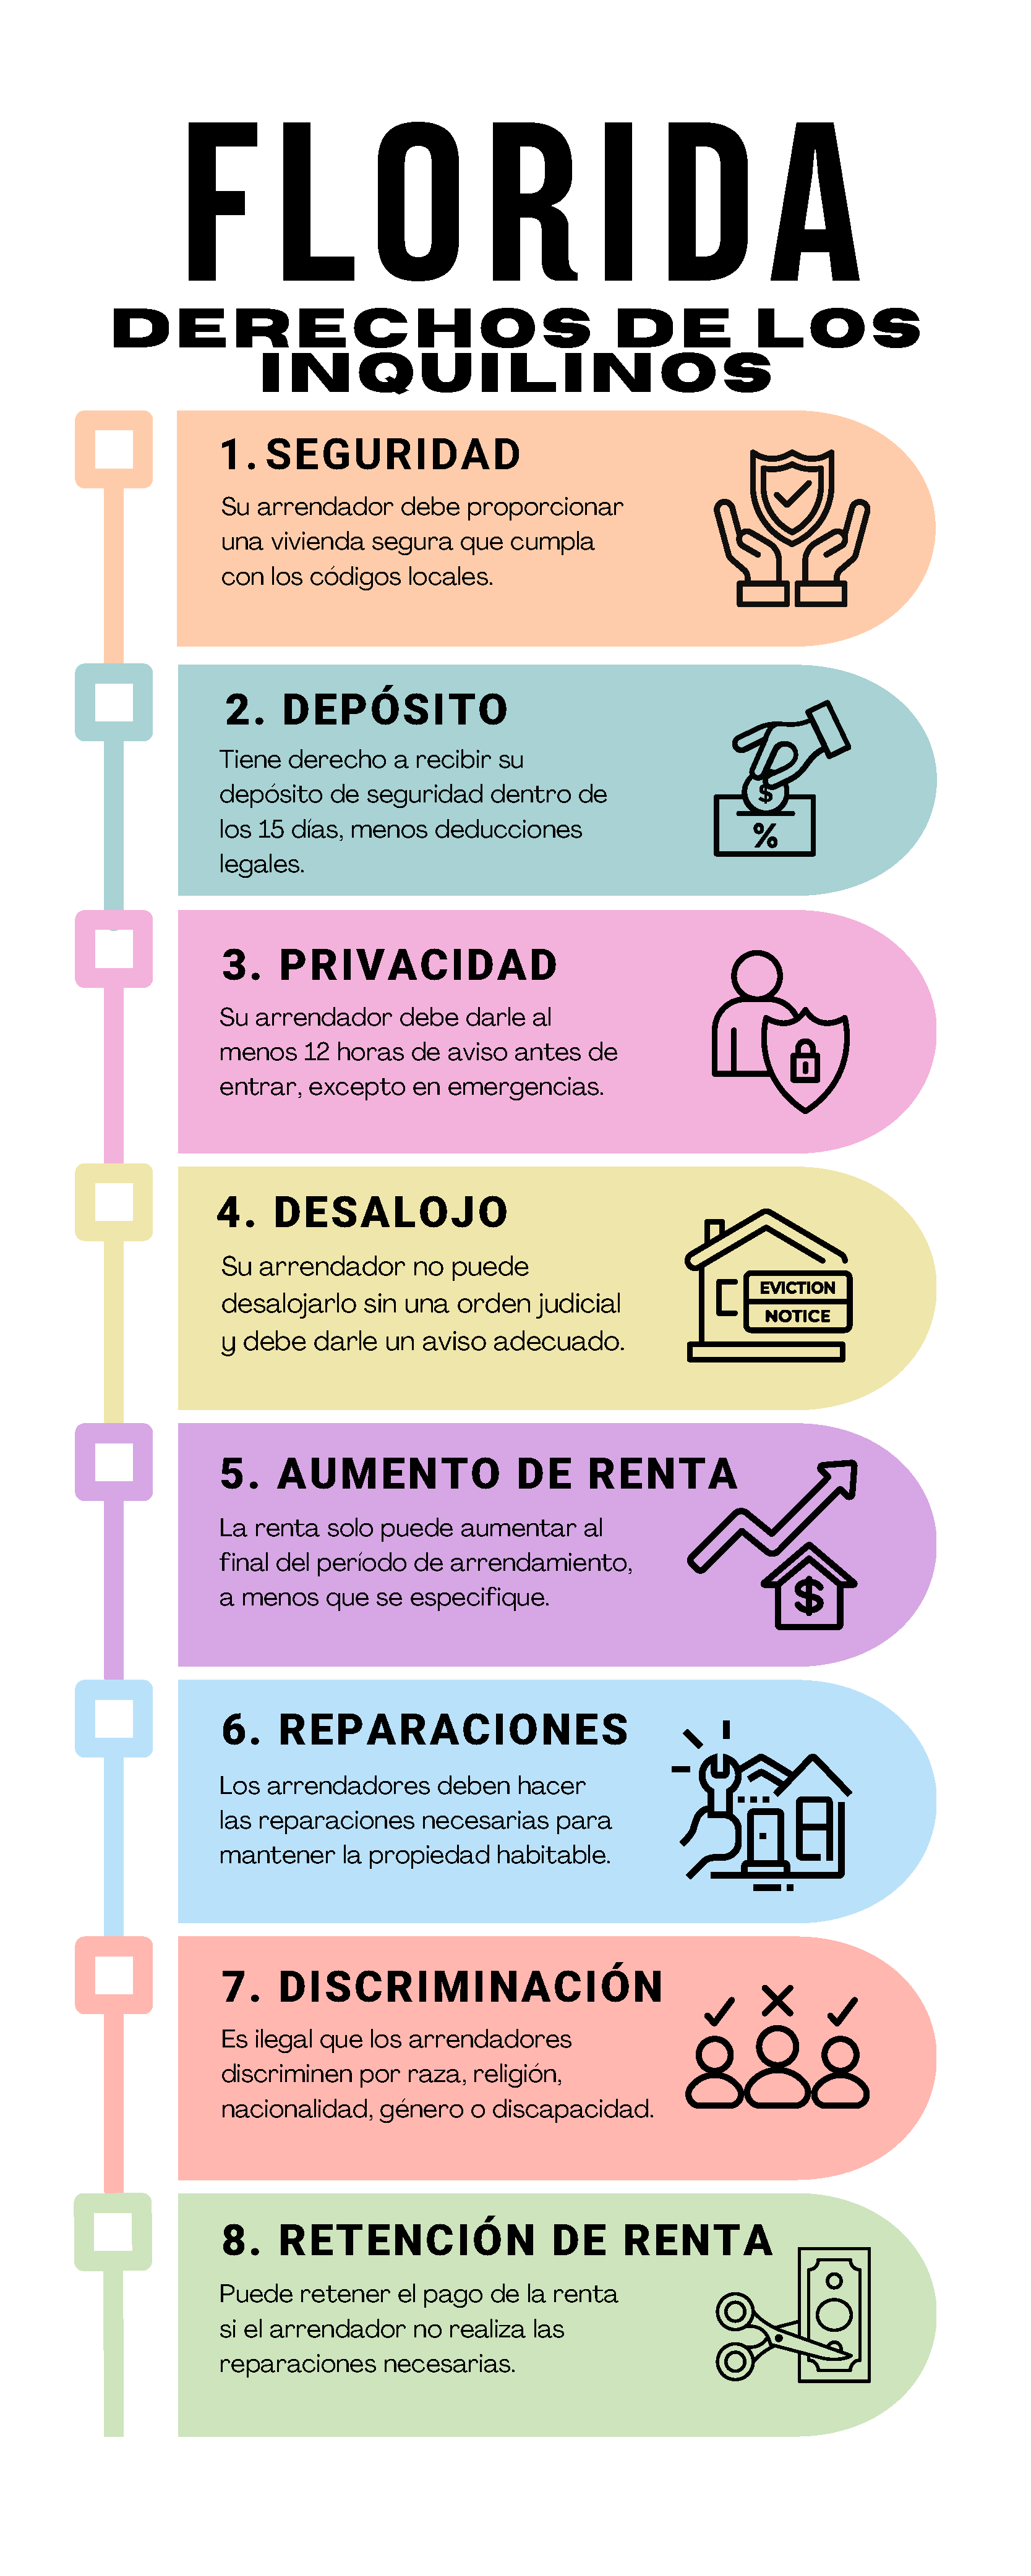 FLORIDA
DERECHOS DE LOS
INQUILINOS
1. SEGURIDAD
Su arrendador debe proporcionar
una vivienda segura que cumpla
con los códigos locales.
2. DEPÓSITO
Tiene derecho a recibir su
depósito de seguridad dentro de
los 15 días, menos deducciones
legales.
$
%
3. PRIVACIDAD
Su arrendador debe darle al
menos 12 horas de aviso antes de
entrar, excepto en emergencias.
4. DESALOJO
Su arrendador no puede
desalojarlo sin una orden judicial
y debe darle un aviso adecuado.
EVICTION
NOTICE
5. AUMENTO DE RENTA
La renta solo puede aumentar al
final del período de arrendamiento,
a menos que se especifique.
$
6. REPARACIONES
Los arrendadores deben hacer
las reparaciones necesarias para
mantener la propiedad habitable.
7. DISCRIMINACIÓN
Es ilegal que los arrendadores
discriminen por raza, religión,
nacionalidad, género o discapacidad.
8. RETENCIÓN DE RENTA
Puede retener el pago de la renta
si el arrendador no realiza las
reparaciones necesarias.